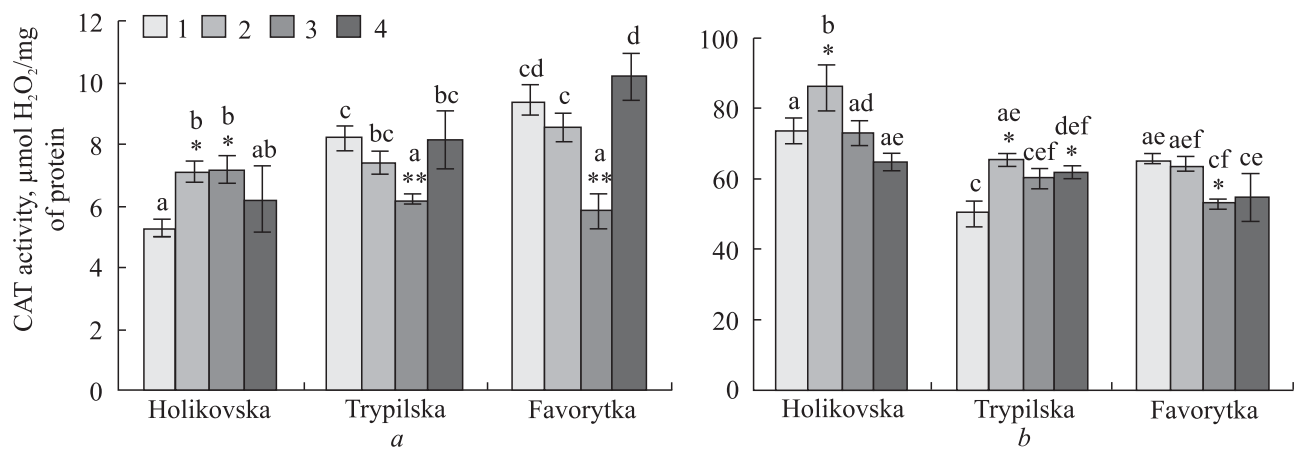 CAT activity, μmol H₂O₂/mg
of protein
12
10
8
6
4
2
0
1 2 3 4
a
b
*
b
*
ab
c
bc
a
**
bc
cd
c
a
**
d
Holikovska Trypilska Favorytka
a
100
80
60
40
20
0
a
b
*
ad
ae
c
ae
*
cef
def
*
ae
aef
cf
*
ce
Holikovska Trypilska Favorytka
b